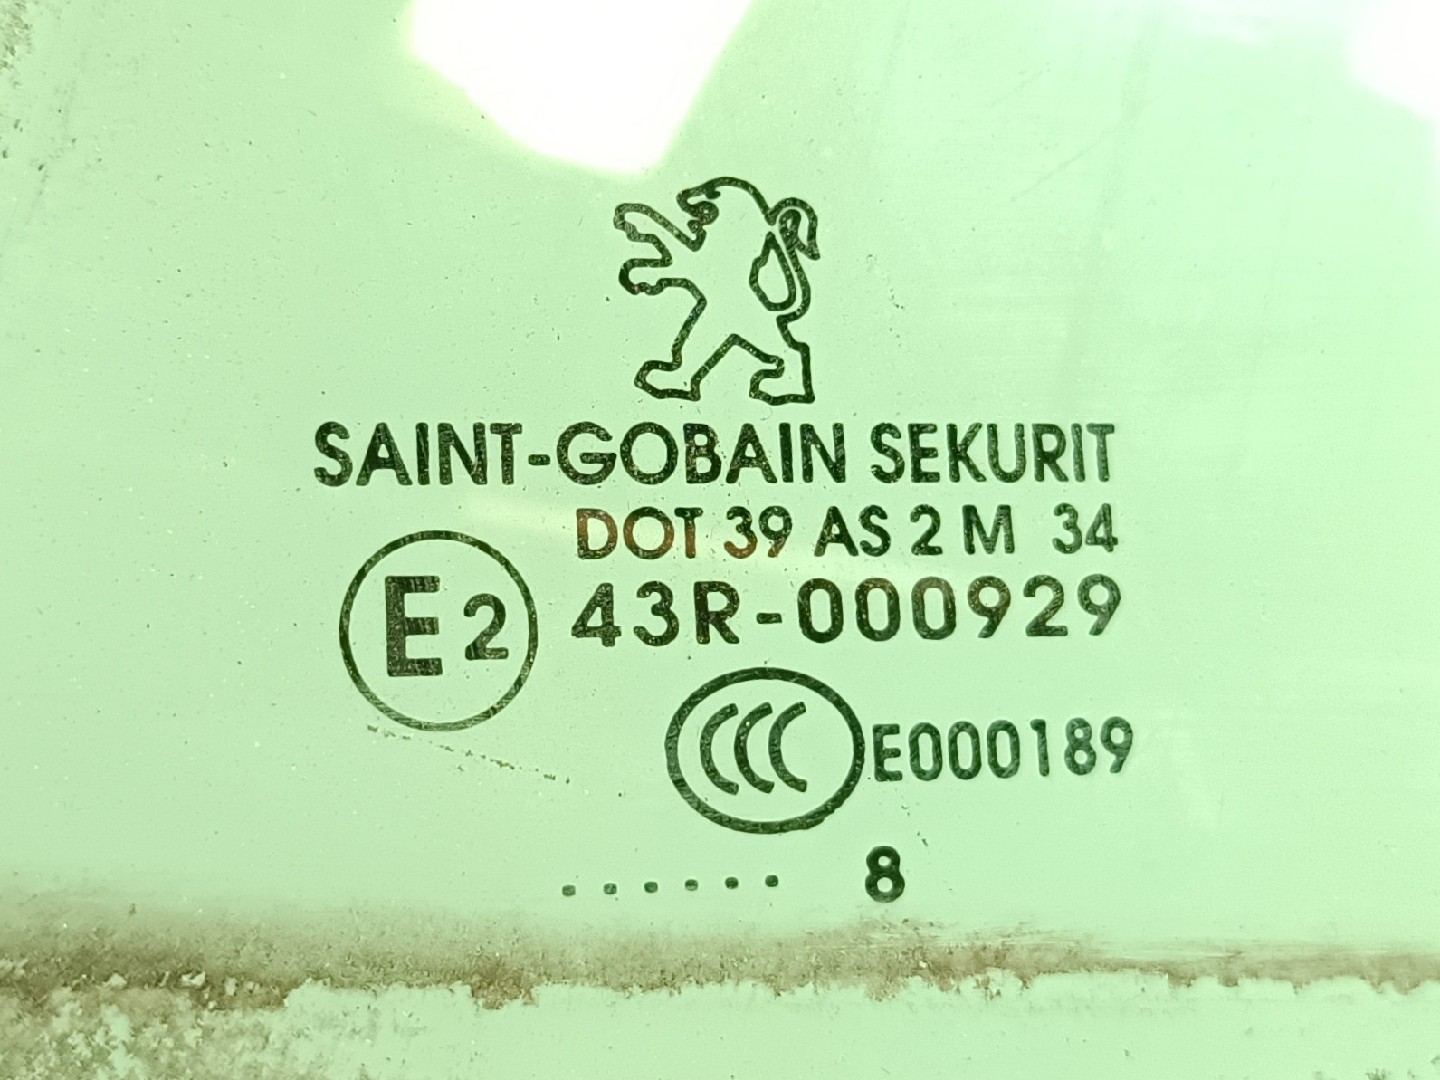 SAINT-GOBAIN SEKURIT
DOT 39 AS 2 M 34
E2 43R-000929
CCC E000189
...... 8